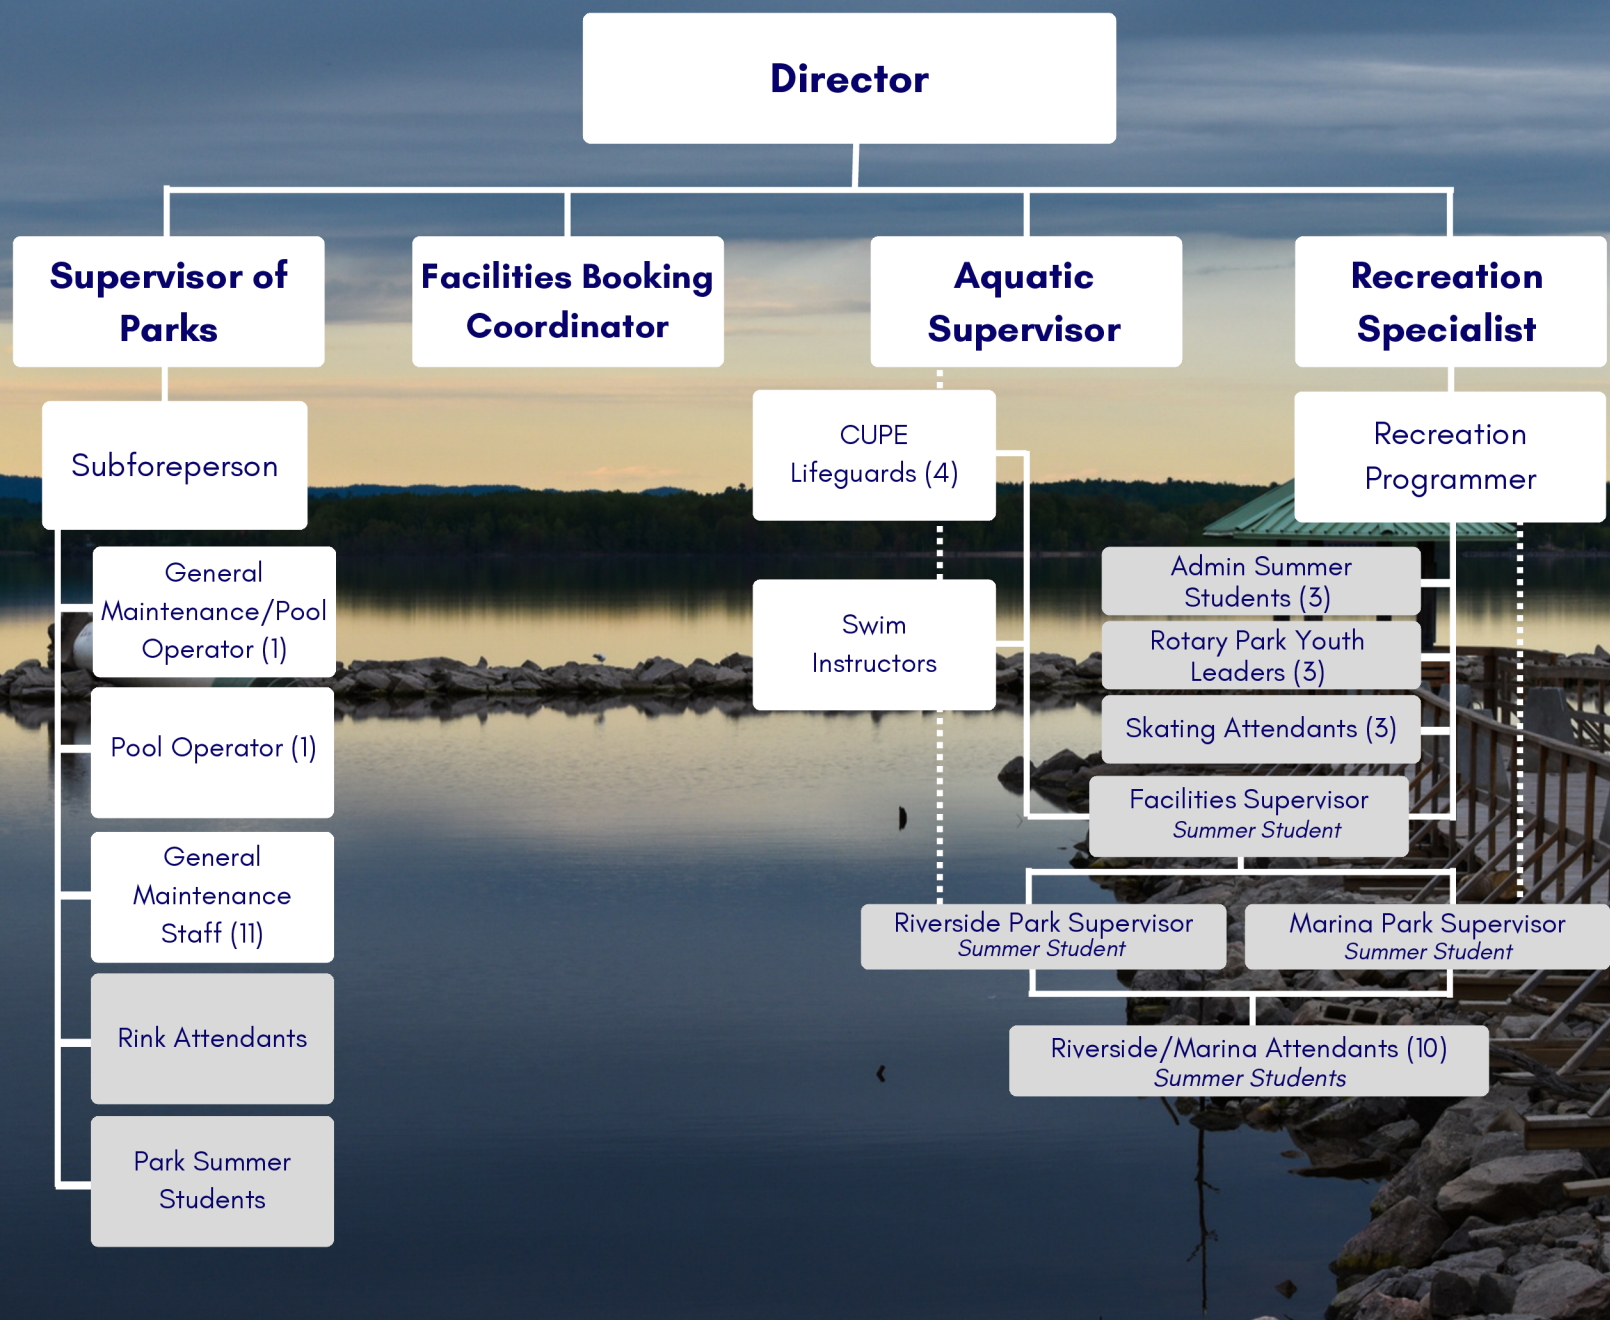 Director
Supervisor of
Parks
Facilities Booking
Coordinator
Aquatic
Supervisor
Recreation
Specialist
Subforeperson
General
Maintenance/Pool
Operator (1)
Pool Operator (1)
General
Maintenance
Staff (11)
Rink Attendants
Park Summer
Students
CUPE
Lifeguards (4)
Swim
Instructors
Recreation
Programmer
Admin Summer
Students (3)
Rotary Park Youth
Leaders (3)
Skating Attendants (3)
Facilities Supervisor
Summer Student
Riverside Park Supervisor
Summer Student
Marina Park Supervisor
Summer Student
Riverside/Marina Attendants (10)
Summer Students